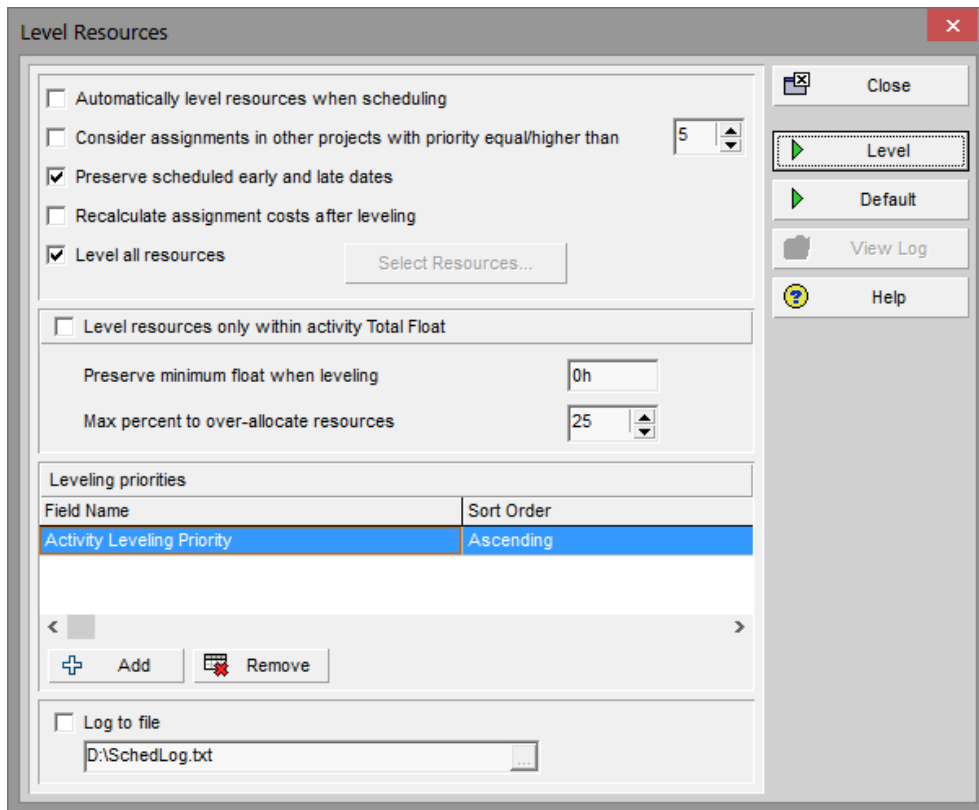 Level Resources
Automatically level resources when scheduling
Consider assignments in other projects with priority equal/higher than 5
Preserve scheduled early and late dates
Recalculate assignment costs after leveling
Level all resources Select Resources...
Level resources only within activity Total Float
Preserve minimum float when leveling 0h
Max percent to over-allocate resources 25
Leveling priorities
Field Name Sort Order
Activity Leveling Priority Ascending
Add Remove
Log to file
D:\SchedLog.txt ...
Close
Level
Default
View Log
Help